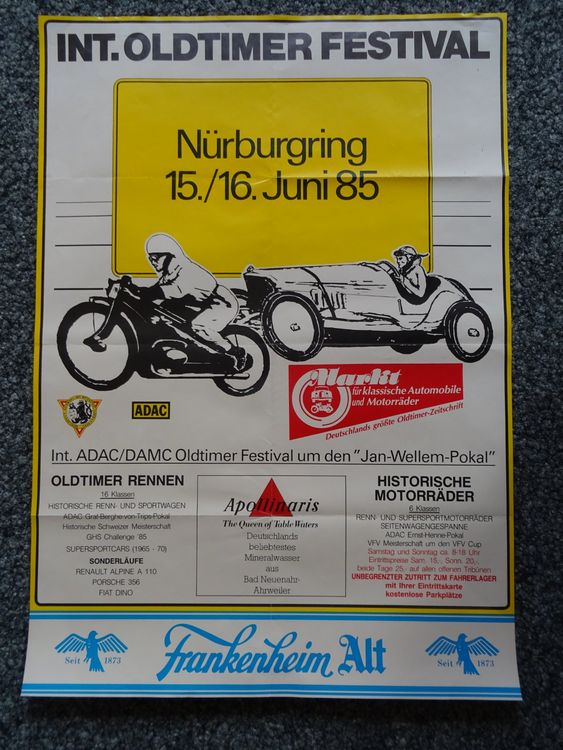 INT. OLDTIMER FESTIVAL
Nürburgring
15./16. Juni 85
ADAC
Markt
für klassische Automobile
und Motorräder
Deutschlands größte Oldtimer-Zeitschrift
Int. ADAC/DAMC Oldtimer Festival um den "Jan-Wellem-Pokal"
OLDTIMER RENNEN
16 Klassen
HISTORISCHE RENN- UND SPORTWAGEN
ADAC Graf-Berghe-von-Trips-Pokal
Historische Schweizer Meisterschaft
GHS Challenge '85
SUPERSPORTCARS (1965 - 70)
SONDERLÄUFE
RENAULT ALPINE A 110
PORSCHE 356
FIAT DINO
Apollinaris
The Queen of Table Waters
Deutschlands
beliebtestes
Mineralwasser
aus
Bad Neuenahr-
Ahrweiler
HISTORISCHE
MOTORRÄDER
6 Klassen
RENN- UND SUPERSPORTMOTORRÄDER
SEITENWAGENGESPANNE
ADAC Ernst-Henne-Pokal
VFV Meisterschaft um den VFV Cup
Samstag und Sonntag ca. 8-18 Uhr
Eintrittspreise Sam. 15,-, Sonn. 20,-,
beide Tage 25,- auf allen offenen Tribünen
UNBEGRENZTER ZUTRITT ZUM FAHRERLAGER
mit Ihrer Eintrittskarte
kostenlose Parkplätze
Seit 1873
Frankenheim Alt
Seit 1873